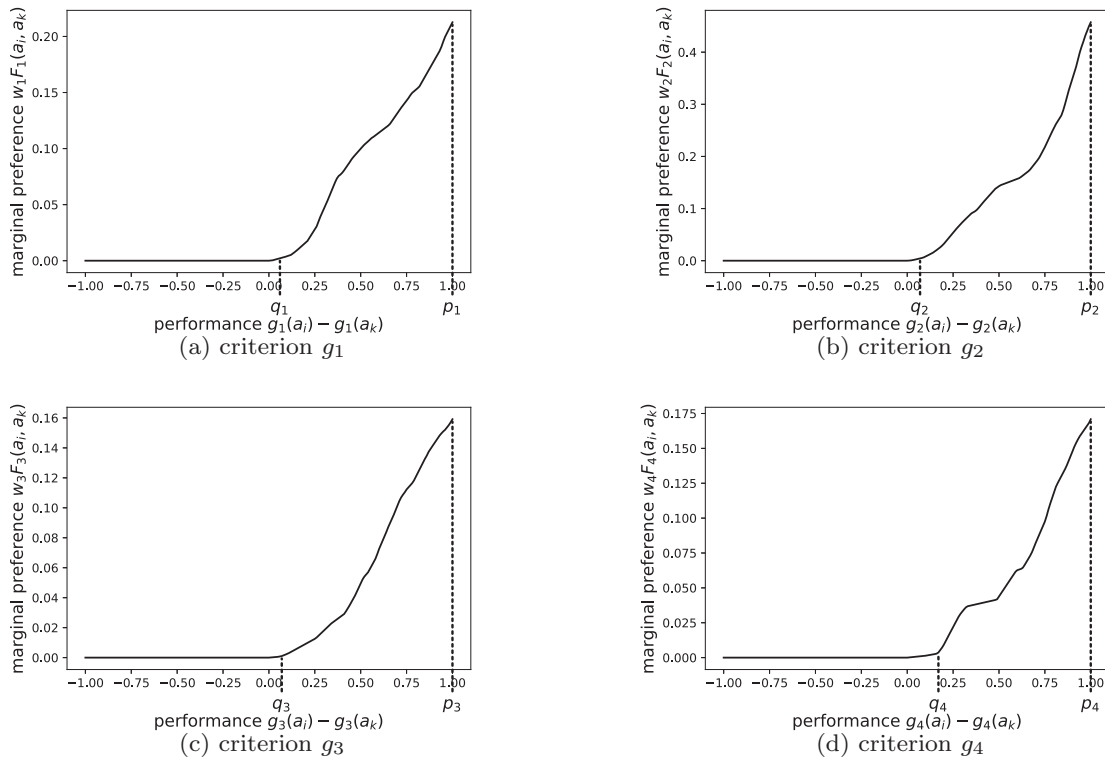 marginal preference w₁F₁(aᵢ, aₖ)
0.20
0.15
0.10
0.05
0.00
−1.00 −0.75 −0.50 −0.25 0.00 0.25 0.50 0.75 1.00
q₁ p₁
performance g₁(aᵢ) − g₁(aₖ)
(a) criterion g₁
marginal preference w₂F₂(aᵢ, aₖ)
0.4
0.3
0.2
0.1
0.0
−1.00 −0.75 −0.50 −0.25 0.00 0.25 0.50 0.75 1.00
q₂ p₂
performance g₂(aᵢ) − g₂(aₖ)
(b) criterion g₂
marginal preference w₃F₃(aᵢ, aₖ)
0.16
0.14
0.12
0.10
0.08
0.06
0.04
0.02
0.00
−1.00 −0.75 −0.50 −0.25 0.00 0.25 0.50 0.75 1.00
q₃ p₃
performance g₃(aᵢ) − g₃(aₖ)
(c) criterion g₃
marginal preference w₄F₄(aᵢ, aₖ)
0.175
0.150
0.125
0.100
0.075
0.050
0.025
0.000
−1.00 −0.75 −0.50 −0.25 0.00 0.25 0.50 0.75 1.00
q₄ p₄
performance g₄(aᵢ) − g₄(aₖ)
(d) criterion g₄